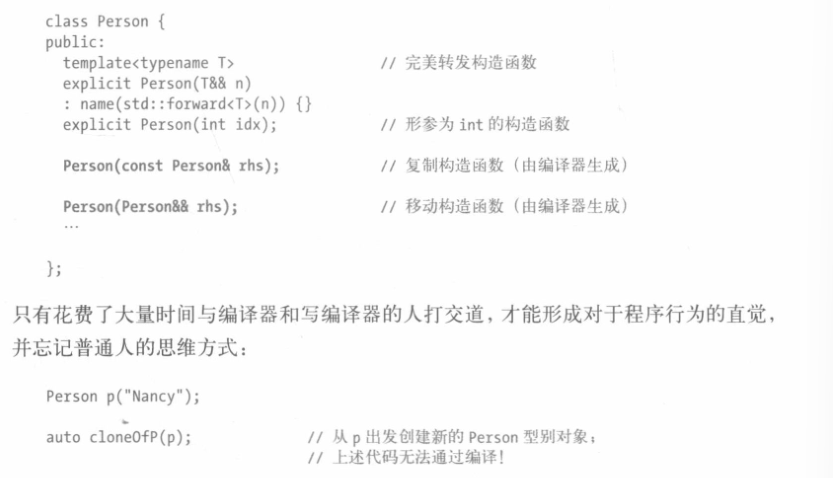 class Person {
public:
template<typename T> // 完美转发构造函数
explicit Person(T&& n)
: name(std::forward<T>(n)) {}
explicit Person(int idx); // 形参为 int 的构造函数
Person(const Person& rhs); // 复制构造函数（由编译器生成）
Person(Person&& rhs); // 移动构造函数（由编译器生成）
…
};
只有花费了大量时间与编译器和写编译器的人打交道，才能形成对于程序行为的直觉，
并忘记普通人的思维方式：
Person p("Nancy");
auto cloneOfP(p); // 从 p 出发创建新的 Person 型别对象；
// 上述代码无法通过编译！